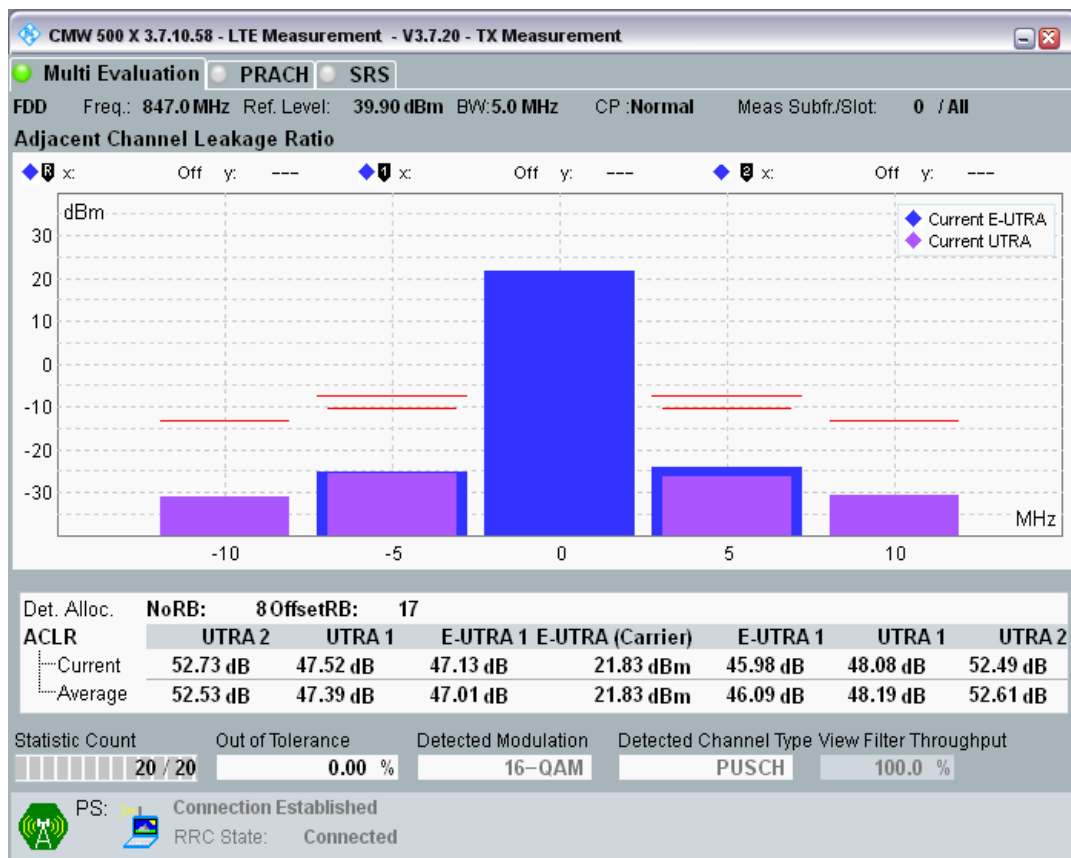 CMW 500 X 3.7.10.58 - LTE Measurement - V3.7.20 - TX Measurement
Multi Evaluation PRACH SRS
FDD Freq.: 847.0 MHz Ref. Level: 39.90 dBm BW:5.0 MHz CP :Normal Meas Subfr./Slot: 0 / All
Adjacent Channel Leakage Ratio
R x: Off y: --- 1 x: Off y: --- 2 x: Off y: ---
dBm
Current E-UTRA
Current UTRA
30
20
10
0
-10
-20
-30
MHz
-10 -5 0 5 10
Det. Alloc. NoRB: 8 OffsetRB: 17
ACLR UTRA 2 UTRA 1 E-UTRA 1 E-UTRA (Carrier) E-UTRA 1 UTRA 1 UTRA 2
Current 52.73 dB 47.52 dB 47.13 dB 21.83 dBm 45.98 dB 48.08 dB 52.49 dB
Average 52.53 dB 47.39 dB 47.01 dB 21.83 dBm 46.09 dB 48.19 dB 52.61 dB
Statistic Count Out of Tolerance Detected Modulation Detected Channel Type View Filter Throughput
20 / 20 0.00 % 16-QAM PUSCH 100.0 %
PS: Connection Established
RRC State: Connected